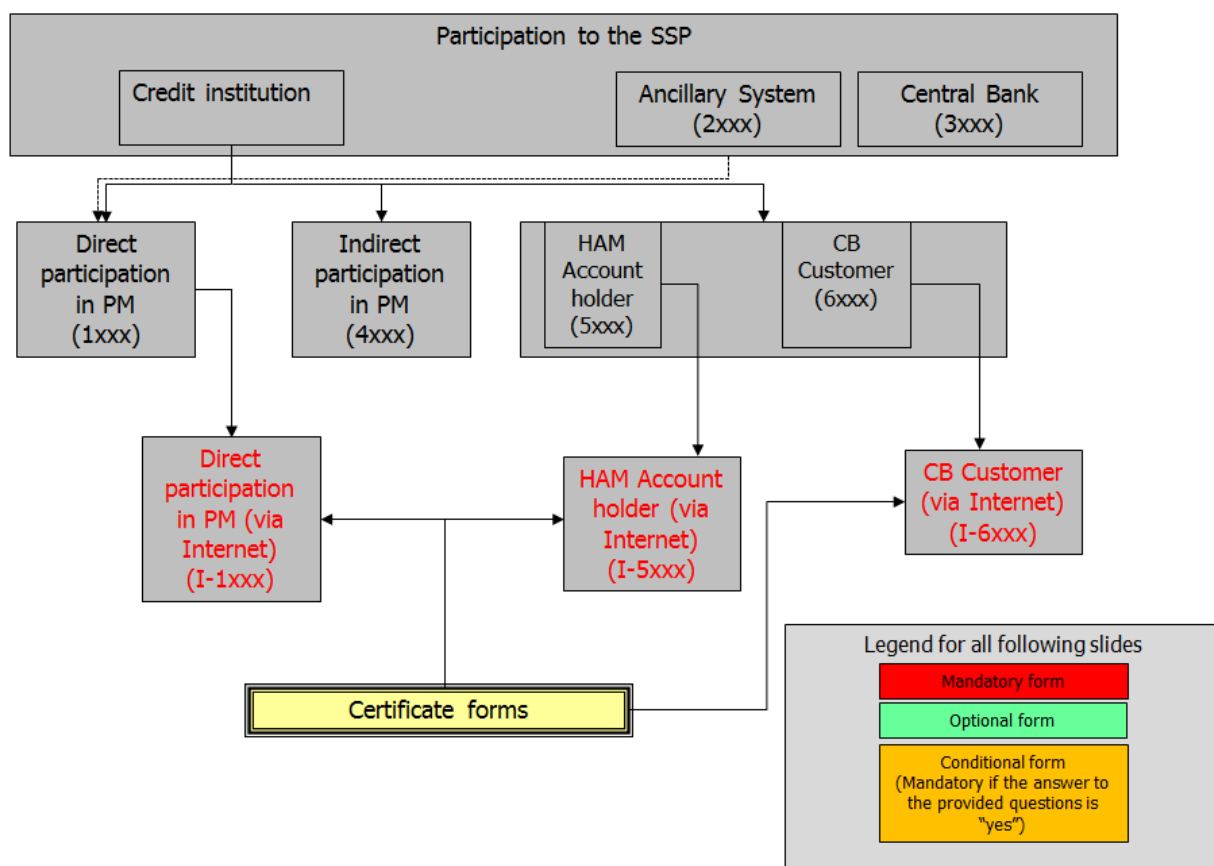 Participation to the SSP
Credit institution
Ancillary System
(2xxx)
Central Bank
(3xxx)
Direct
participation
in PM
(1xxx)
Indirect
participation
in PM
(4xxx)
HAM
Account
holder
(5xxx)
CB
Customer
(6xxx)
Direct
participation
in PM (via
Internet)
(I-1xxx)
HAM Account
holder (via
Internet)
(I-5xxx)
CB Customer
(via Internet)
(I-6xxx)
Certificate forms
Legend for all following slides
Mandatory form
Optional form
Conditional form
(Mandatory if the answer to
the provided questions is
"yes")